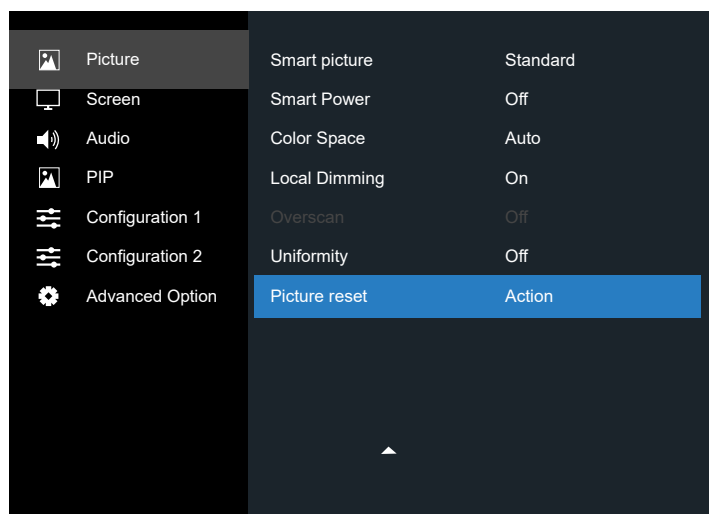 Picture
Screen
Audio
PIP
Configuration 1
Configuration 2
Advanced Option
Smart picture Standard
Smart Power Off
Color Space Auto
Local Dimming On
Overscan Off
Uniformity Off
Picture reset Action